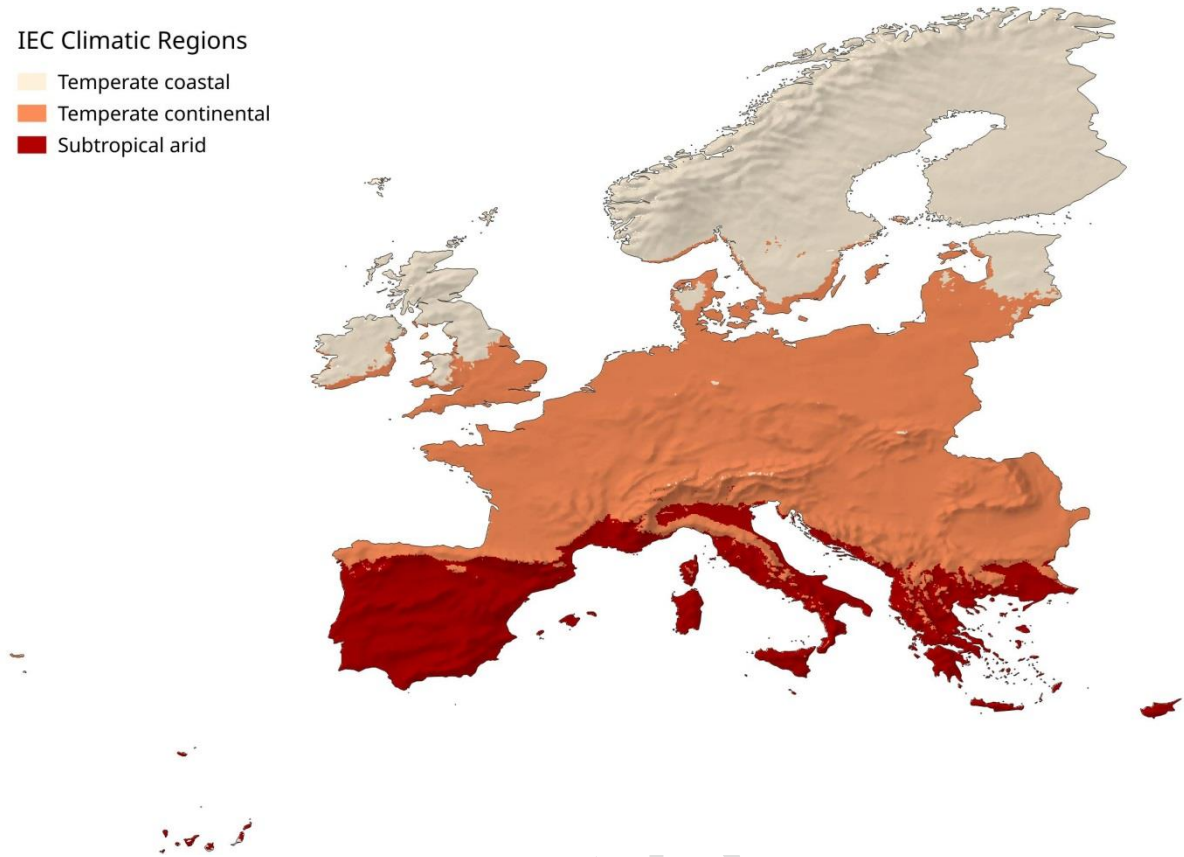 IEC Climatic Regions
Temperate coastal
Temperate continental
Subtropical arid